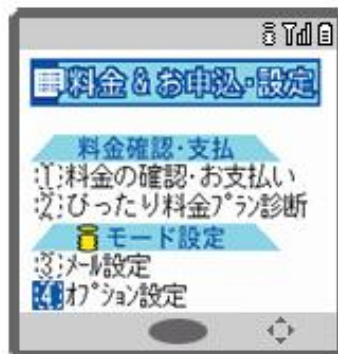 料金&お申込・設定
料金確認・支払
1 料金の確認・お支払い
2 ぴったり料金プラン診断
iモード設定
3 メール設定
4 オプション設定